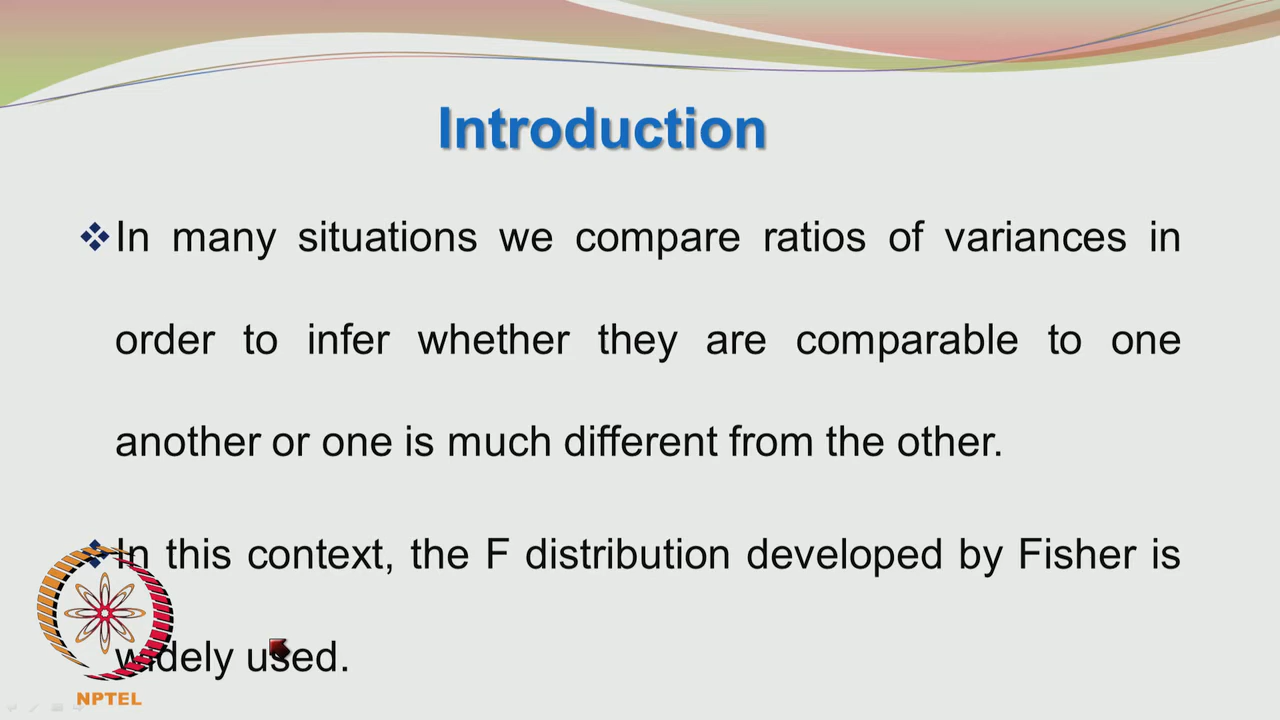 Introduction
In many situations we compare ratios of variances in
order to infer whether they are comparable to one
another or one is much different from the other.
In this context, the F distribution developed by Fisher is
widely used.
NPTEL